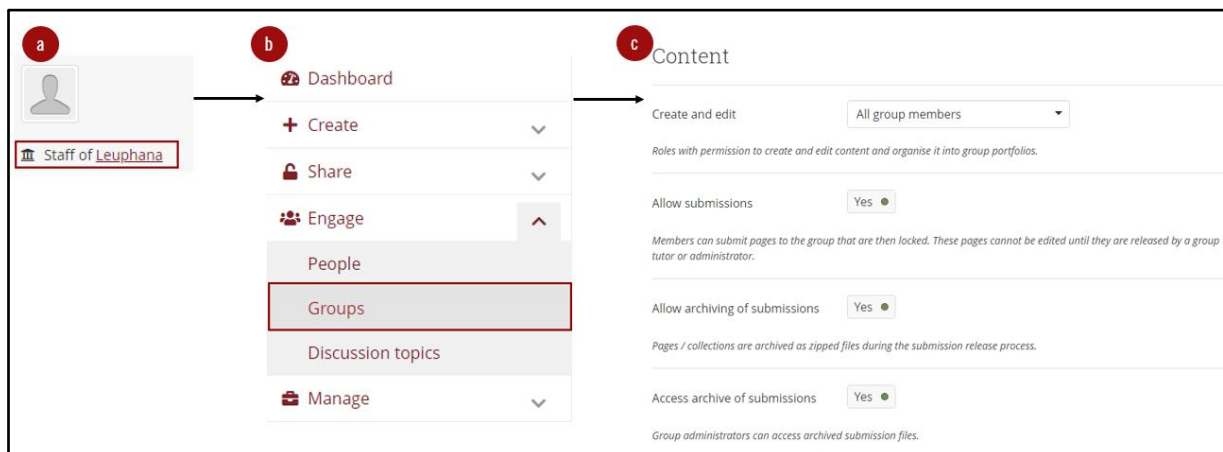 a
Staff of Leuphana
b
Dashboard
Create
Share
Engage
People
Groups
Discussion topics
Manage
c
Content
Create and edit
All group members
Roles with permission to create and edit content and organise it into group portfolios.
Allow submissions
Yes
Members can submit pages to the group that are then locked. These pages cannot be edited until they are released by a group
tutor or administrator.
Allow archiving of submissions
Yes
Pages / collections are archived as zipped files during the submission release process.
Access archive of submissions
Yes
Group administrators can access archived submission files.